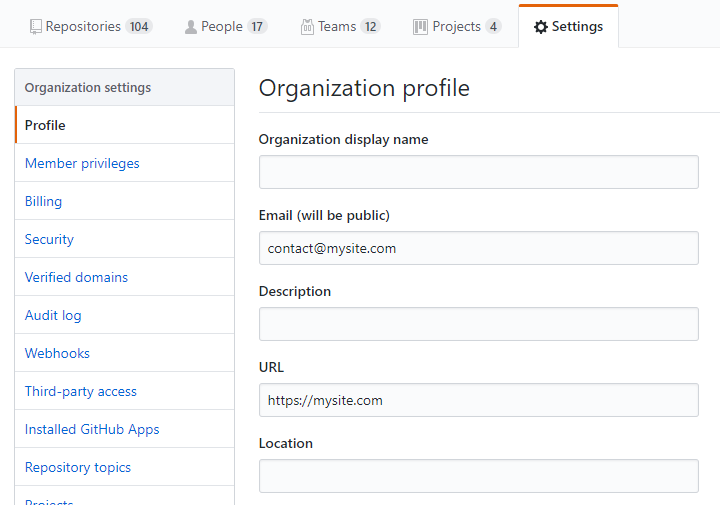 Repositories 104 People 17 Teams 12 Projects 4 Settings
Organization settings
Profile
Member privileges
Billing
Security
Verified domains
Audit log
Webhooks
Third-party access
Installed GitHub Apps
Repository topics
Projects
Organization profile
Organization display name
Email (will be public)
contact@mysite.com
Description
URL
https://mysite.com
Location